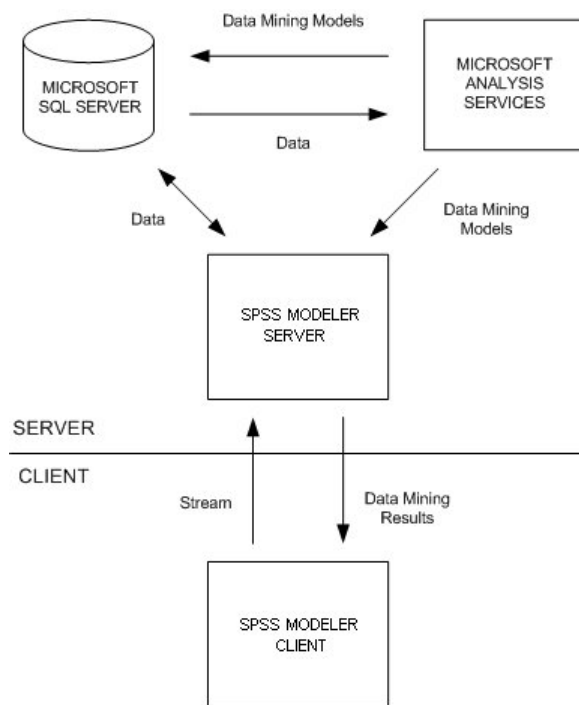 Data Mining Models
MICROSOFT
SQL SERVER
MICROSOFT
ANALYSIS
SERVICES
Data
Data
Data Mining
Models
SPSS MODELER
SERVER
SERVER
CLIENT
Stream
Data Mining
Results
SPSS MODELER
CLIENT